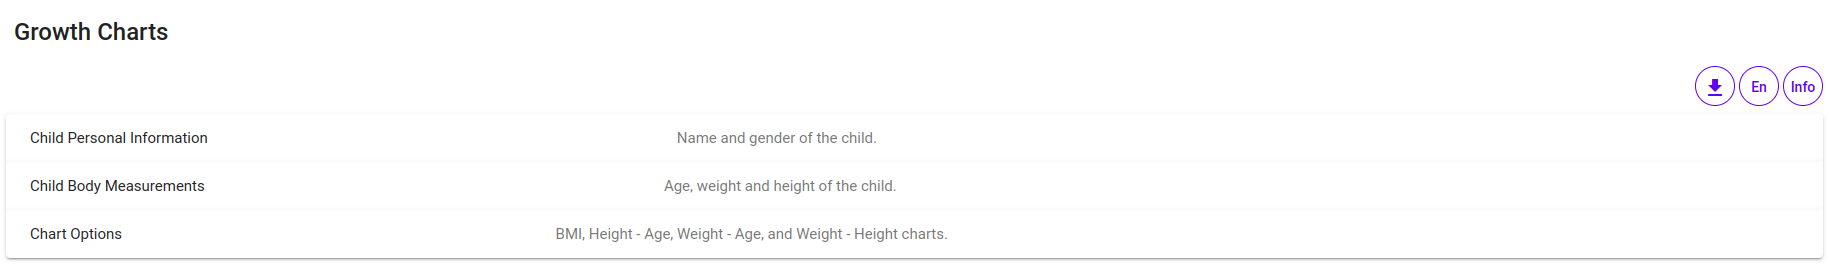 Growth Charts
En Info
Child Personal Information Name and gender of the child.
Child Body Measurements Age, weight and height of the child.
Chart Options BMI, Height - Age, Weight - Age, and Weight - Height charts.